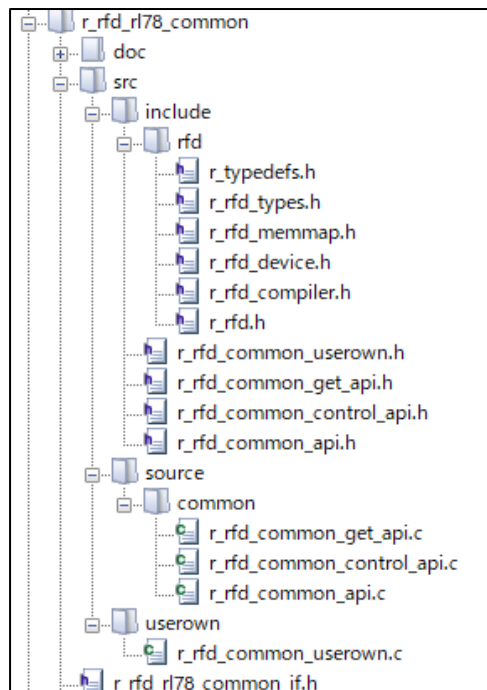 r_rfd_rl78_common
doc
src
include
rfd
r_typedefs.h
r_rfd_types.h
r_rfd_memmap.h
r_rfd_device.h
r_rfd_compiler.h
r_rfd.h
r_rfd_common_userown.h
r_rfd_common_get_api.h
r_rfd_common_control_api.h
r_rfd_common_api.h
source
common
r_rfd_common_get_api.c
r_rfd_common_control_api.c
r_rfd_common_api.c
userown
r_rfd_common_userown.c
r_rfd_rl78_common_if.h